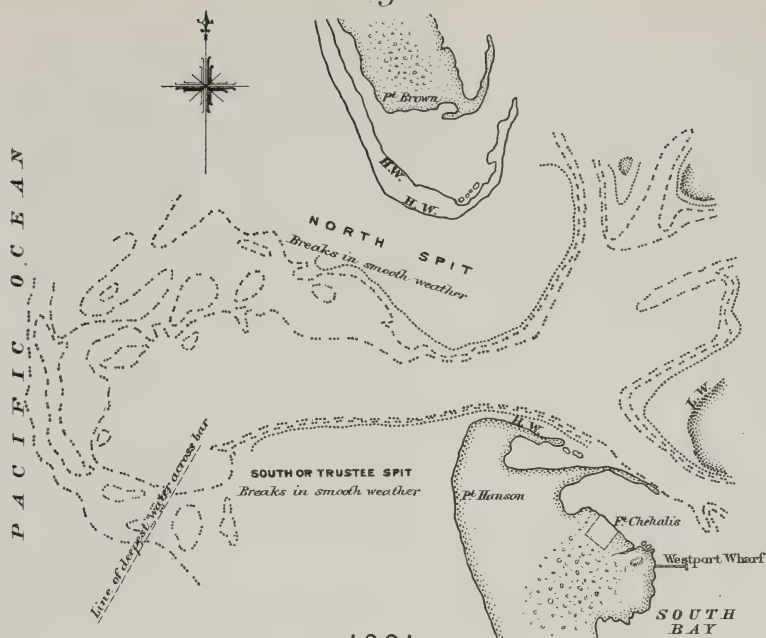 Pt. Brown
H.W.
H.W.
NORTH SPIT
Breaks in smooth weather
PACIFIC OCEAN
L.W.
H.W.
Line of deepest water across bar
SOUTH OR TRUSTEE SPIT
Breaks in smooth weather
Pt. Hanson
Ft. Chehalis
Westport Wharf
SOUTH
BAY